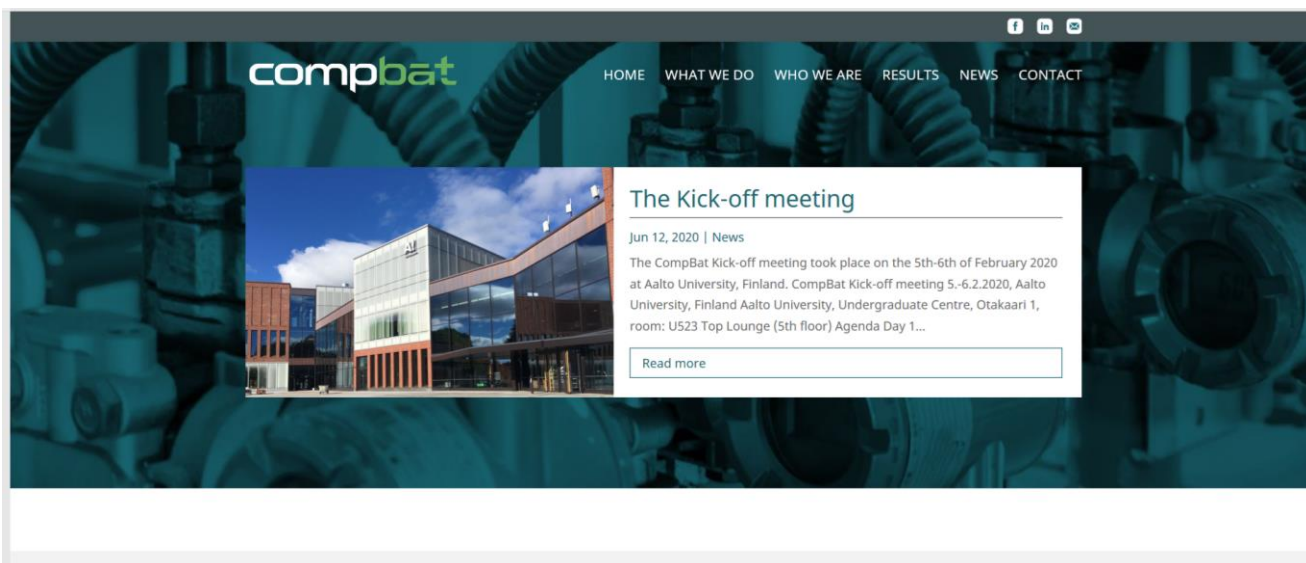 f in
compbat
HOME WHAT WE DO WHO WE ARE RESULTS NEWS CONTACT
The Kick-off meeting
Jun 12, 2020 | News
The CompBat Kick-off meeting took place on the 5th-6th of February 2020
at Aalto University, Finland. CompBat Kick-off meeting 5.-6.2.2020, Aalto
University, Finland Aalto University, Undergraduate Centre, Otakaari 1,
room: U523 Top Lounge (5th floor) Agenda Day 1...
Read more